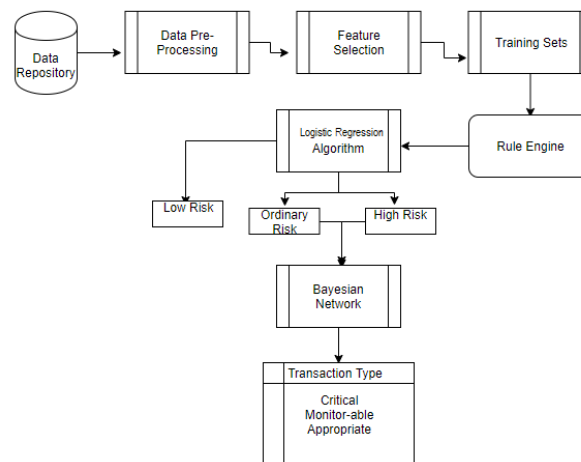 Data
Repository
Data Pre-
Processing
Feature
Selection
Training Sets
Logistic Regression
Algorithm
Rule Engine
Low Risk
Ordinary
Risk
High Risk
Bayesian
Network
Transaction Type
Critical
Monitor-able
Appropriate